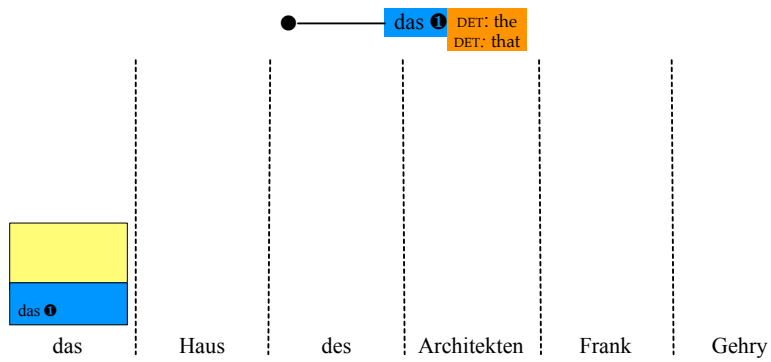 das ❶ DET: the
DET: that
das ❶
das Haus des Architekten Frank Gehry